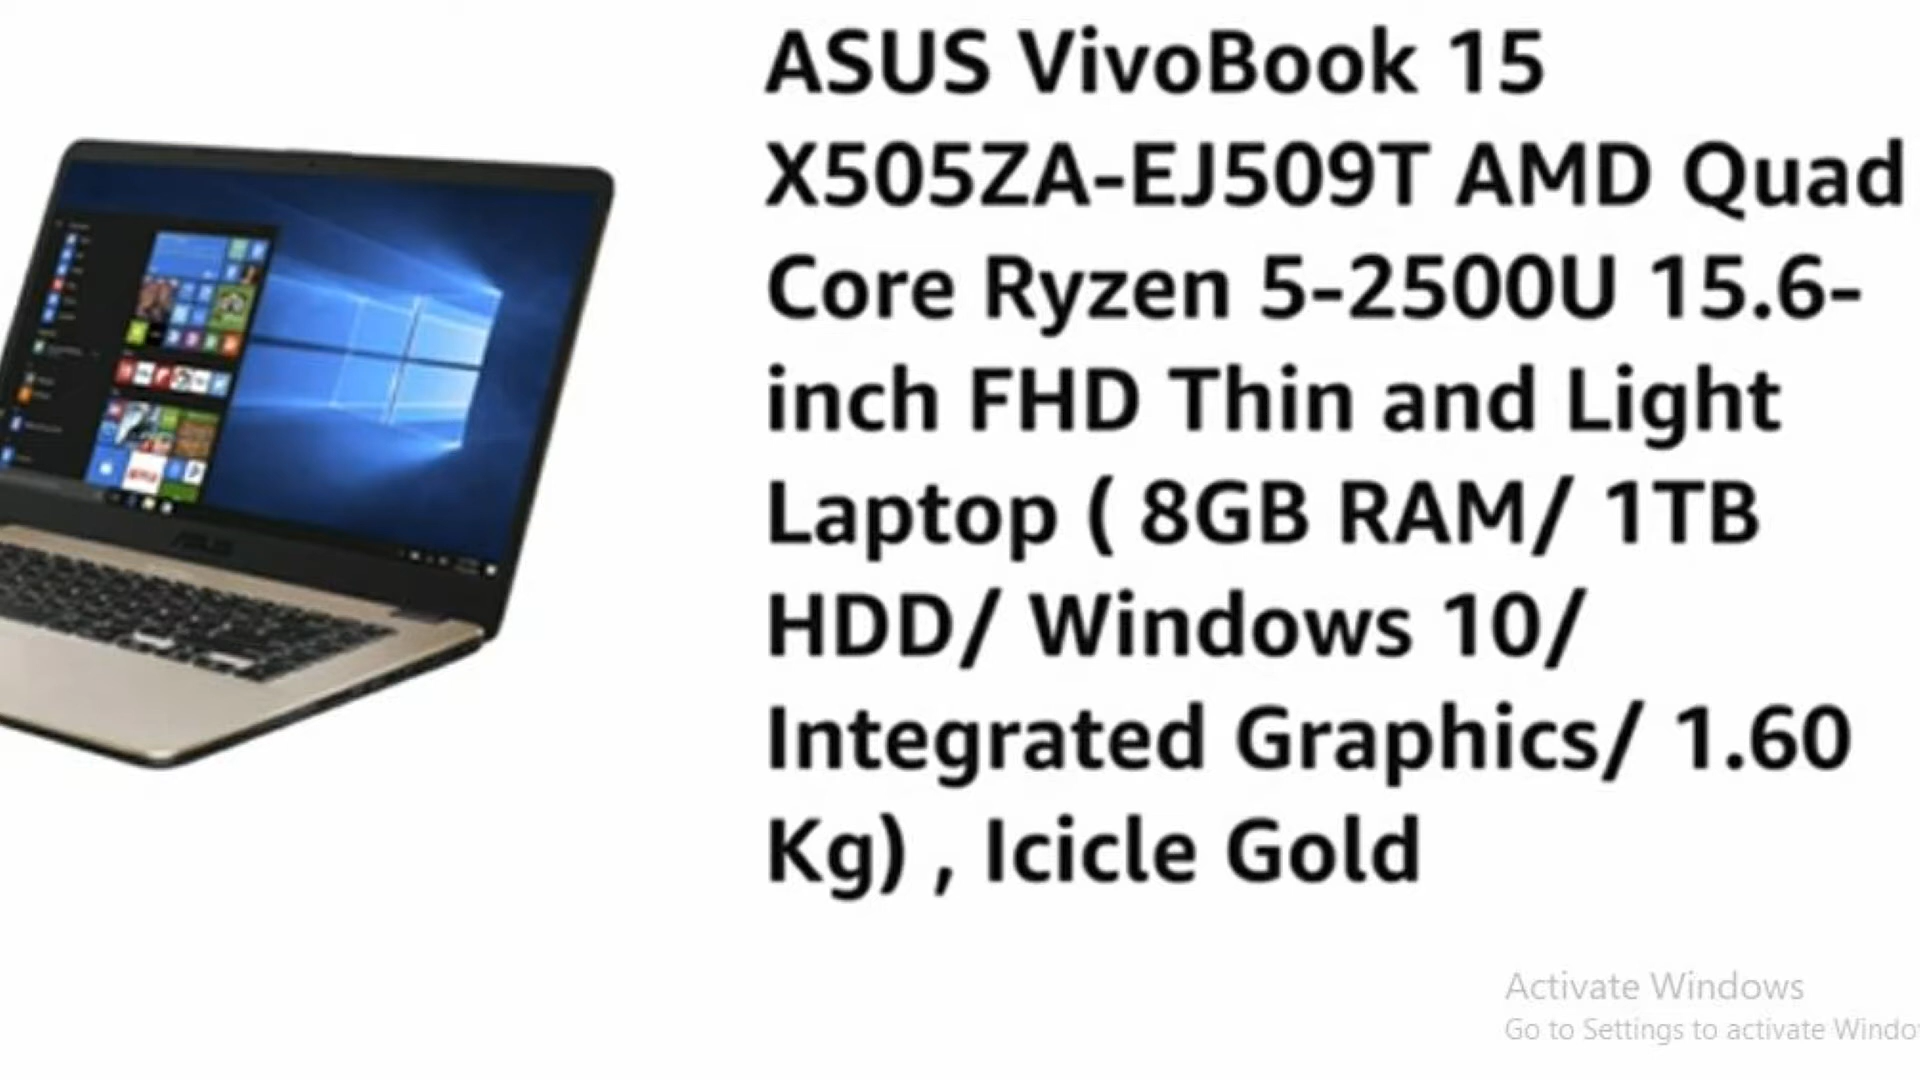 ASUS VivoBook 15
X505ZA-EJ509T AMD Quad
Core Ryzen 5-2500U 15.6-
inch FHD Thin and Light
Laptop ( 8GB RAM/ 1TB
HDD/ Windows 10/
Integrated Graphics/ 1.60
Kg) , Icicle Gold
ASUS
Activate Windows
Go to Settings to activate Windo